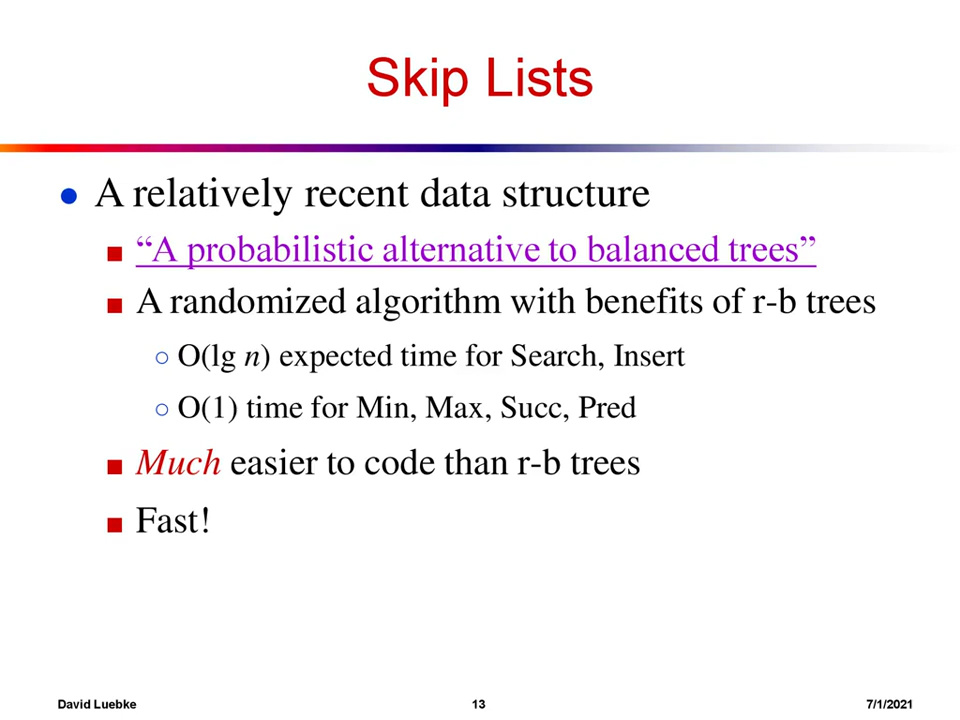 Skip Lists
● A relatively recent data structure
■ “A probabilistic alternative to balanced trees”
■ A randomized algorithm with benefits of r-b trees
○ O(lg n) expected time for Search, Insert
○ O(1) time for Min, Max, Succ, Pred
■ Much easier to code than r-b trees
■ Fast!
David Luebke 13 7/1/2021